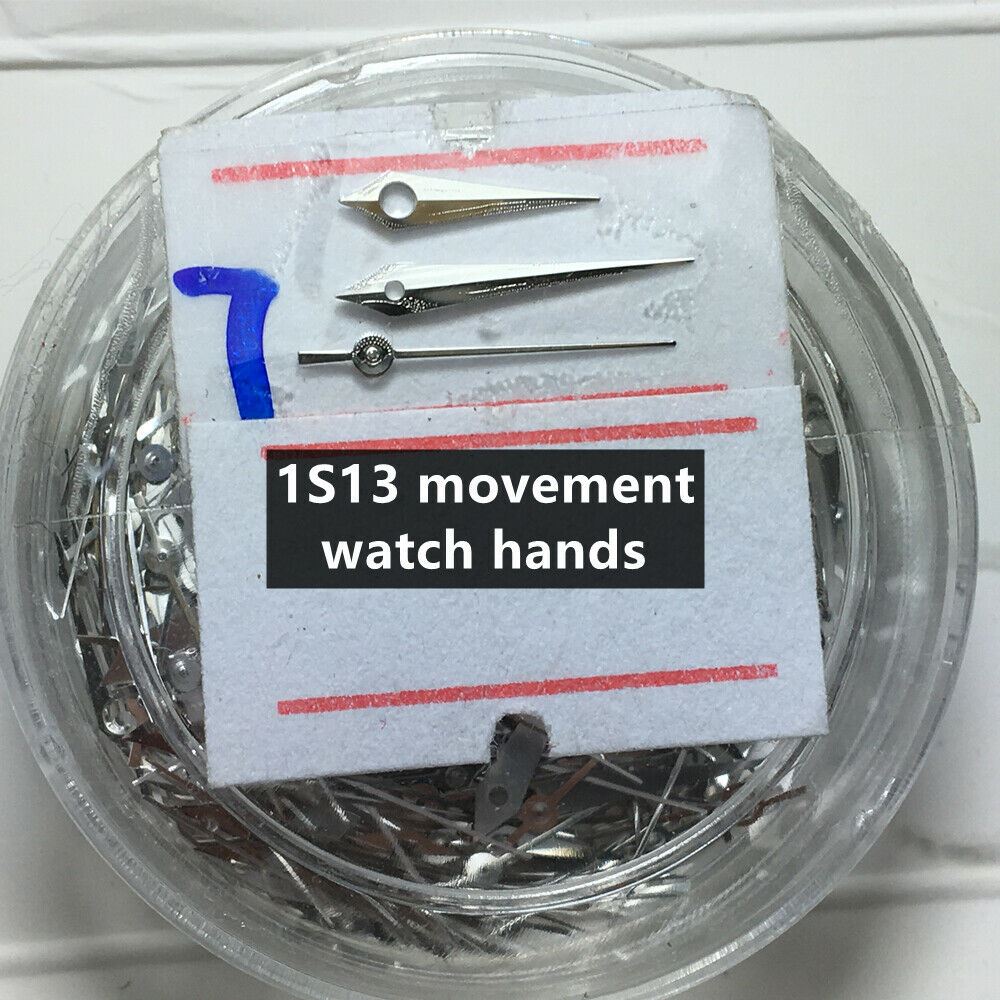 7
1S13 movement
watch hands